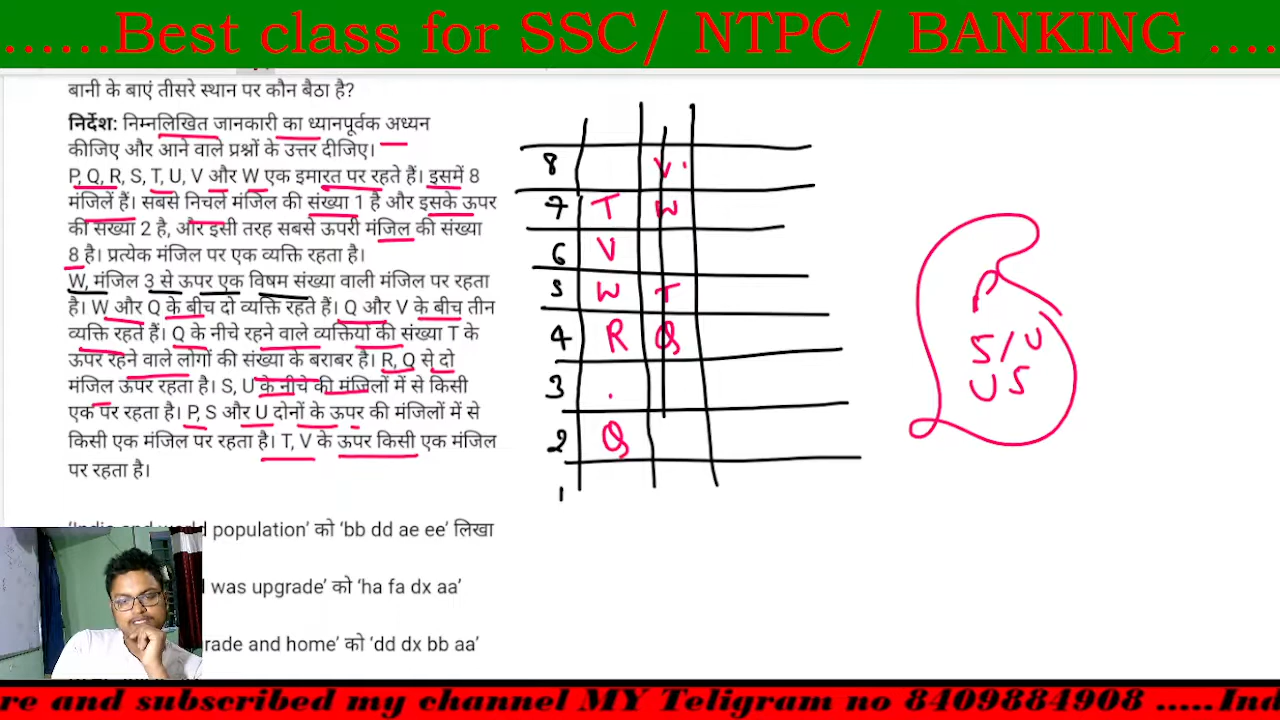 ......Best class for SSC/ NTPC/ BANKING ....
बानी के बाएं तीसरे स्थान पर कौन बैठा है?
निर्देश: निम्नलिखित जानकारी का ध्यानपूर्वक अध्यन
कीजिए और आने वाले प्रश्नों के उत्तर दीजिए।
P, Q, R, S, T, U, V और W एक इमारत पर रहते हैं। इसमें 8
मंजिलें हैं। सबसे निचले मंजिल की संख्या 1 है और इसके ऊपर
की संख्या 2 है, और इसी तरह सबसे ऊपरी मंजिल की संख्या
8 है। प्रत्येक मंजिल पर एक व्यक्ति रहता है।
W, मंजिल 3 से ऊपर एक विषम संख्या वाली मंजिल पर रहता
है। W और Q के बीच दो व्यक्ति रहते हैं। Q और V के बीच तीन
व्यक्ति रहते हैं। Q के नीचे रहने वाले व्यक्तियों की संख्या T के
ऊपर रहने वाले लोगों की संख्या के बराबर है। R, Q से दो
मंजिल ऊपर रहता है। S, U के नीचे की मंजिलों में से किसी
एक पर रहता है। P, S और U दोनों के ऊपर की मंजिलों में से
किसी एक मंजिल पर रहता है। T, V के ऊपर किसी एक मंजिल
पर रहता है।
8 V
7 T W
6 V
5 W T
4 R Q
3
2 Q
1
P
S/U
U S
population’ को ‘bb dd ae ee’ लिखा
was upgrade’ को ‘ha fa dx aa’
rade and home’ को ‘dd dx bb aa’
re and subscribed my channel MY Teligram no 8409884908 .....Ind